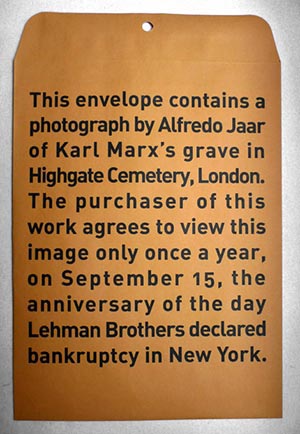 This envelope contains a
photograph by Alfredo Jaar
of Karl Marx's grave in
Highgate Cemetery, London.
The purchaser of this
work agrees to view this
image only once a year,
on September 15, the
anniversary of the day
Lehman Brothers declared
bankruptcy in New York.